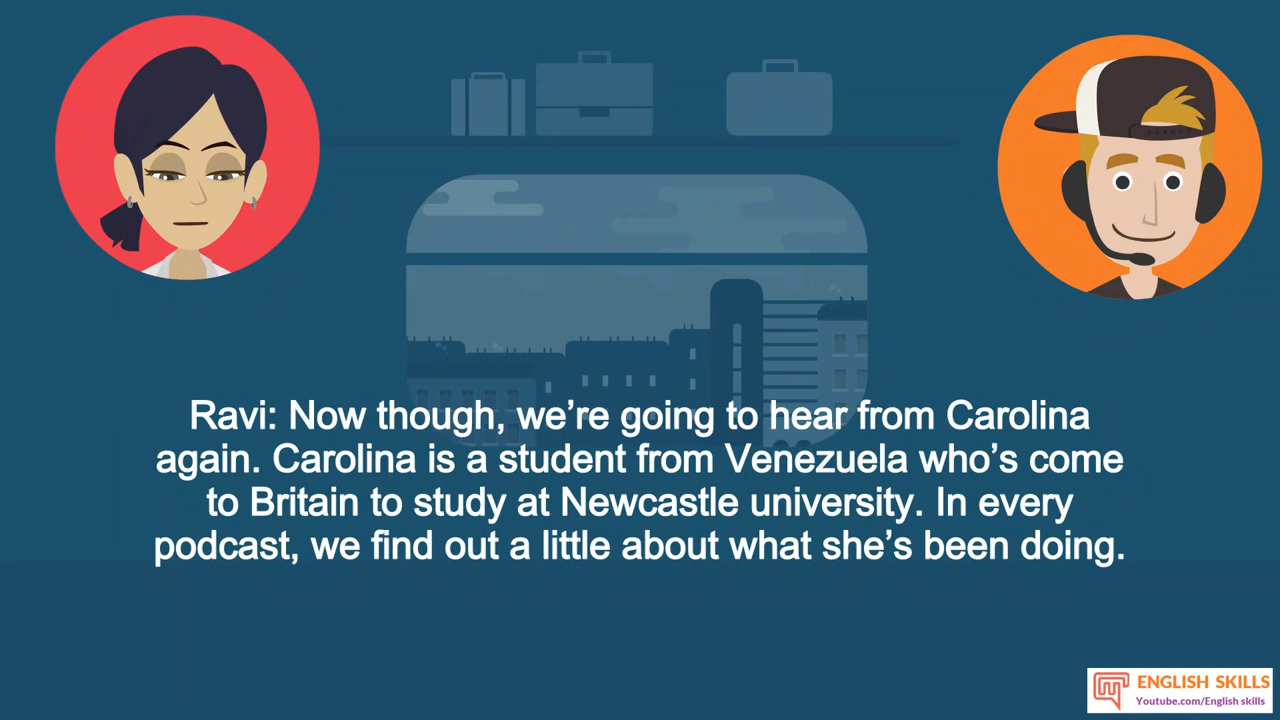 Ravi: Now though, we’re going to hear from Carolina
again. Carolina is a student from Venezuela who’s come
to Britain to study at Newcastle university. In every
podcast, we find out a little about what she’s been doing.
ENGLISH SKILLS
Youtube.com/English skills